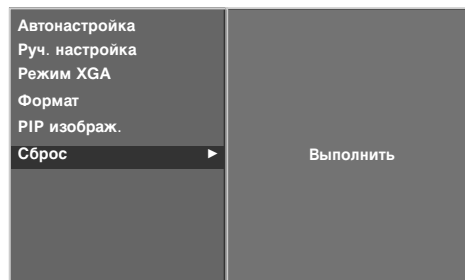 Автонастройка
Руч. настройка
Режим XGA
Формат
PIP изображ.
Сброс ►
Выполнить